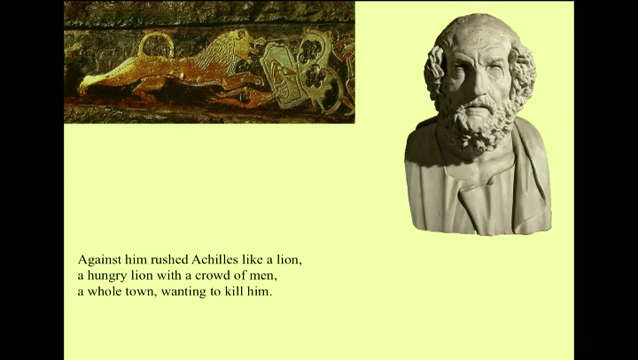 Against him rushed Achilles like a lion,
a hungry lion with a crowd of men,
a whole town, wanting to kill him.